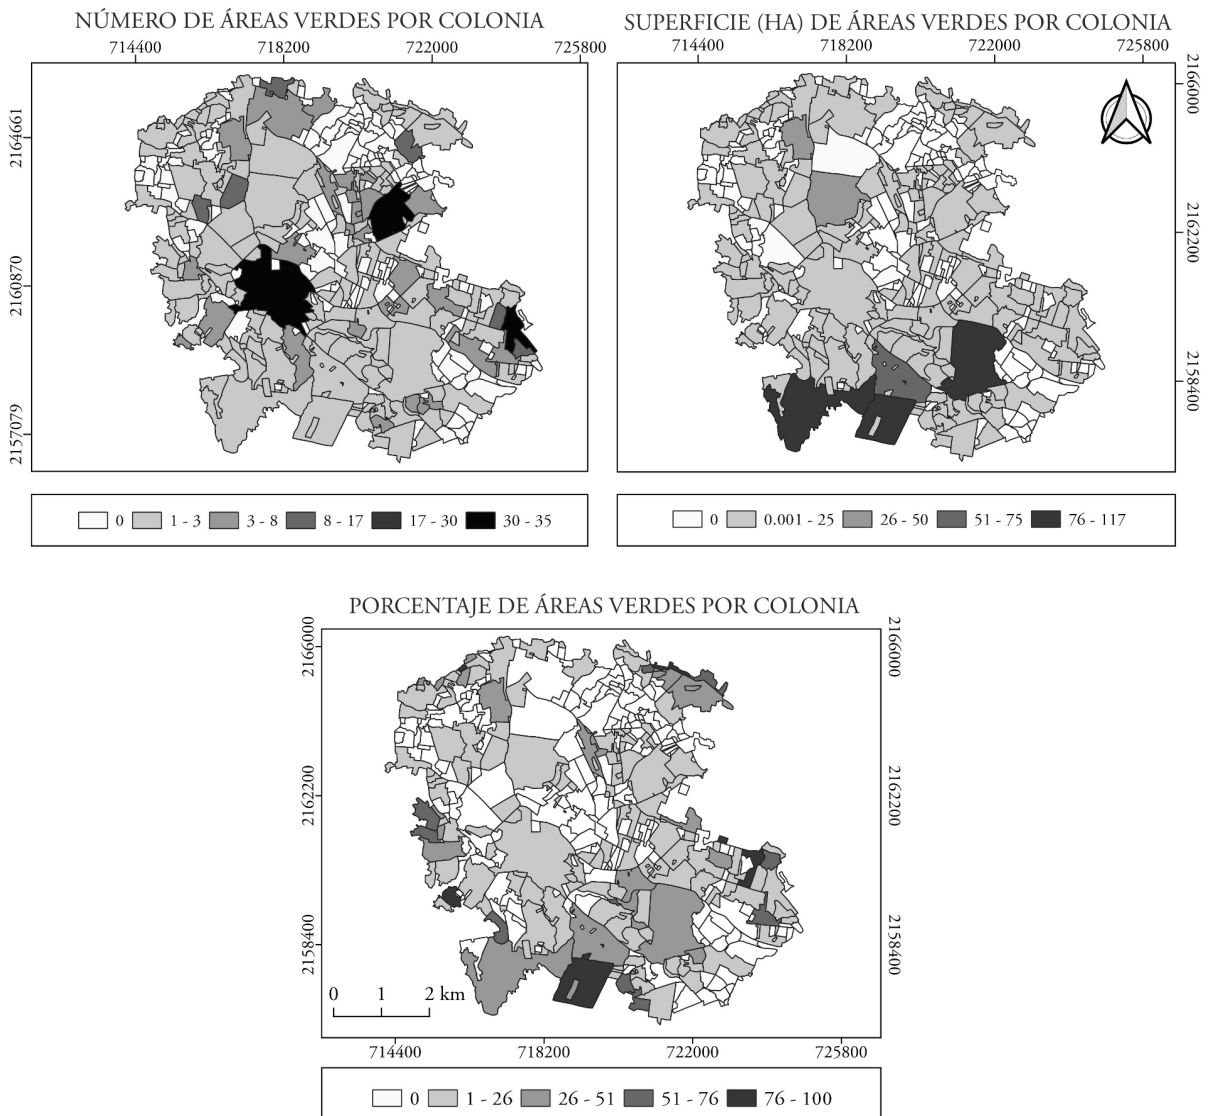 NÚMERO DE ÁREAS VERDES POR COLONIA
714400 718200 722000 725800
2164661
2160870
2157079
0 1 - 3 3 - 8 8 - 17 17 - 30 30 - 35
SUPERFICIE (HA) DE ÁREAS VERDES POR COLONIA
714400 718200 722000 725800
2166000
2162200
2158400
0 0.001 - 25 26 - 50 51 - 75 76 - 117
PORCENTAJE DE ÁREAS VERDES POR COLONIA
2166000 2166000
2162200 2162200
2158400 2158400
0 1 2 km
714400 718200 722000 725800
0 1 - 26 26 - 51 51 - 76 76 - 100